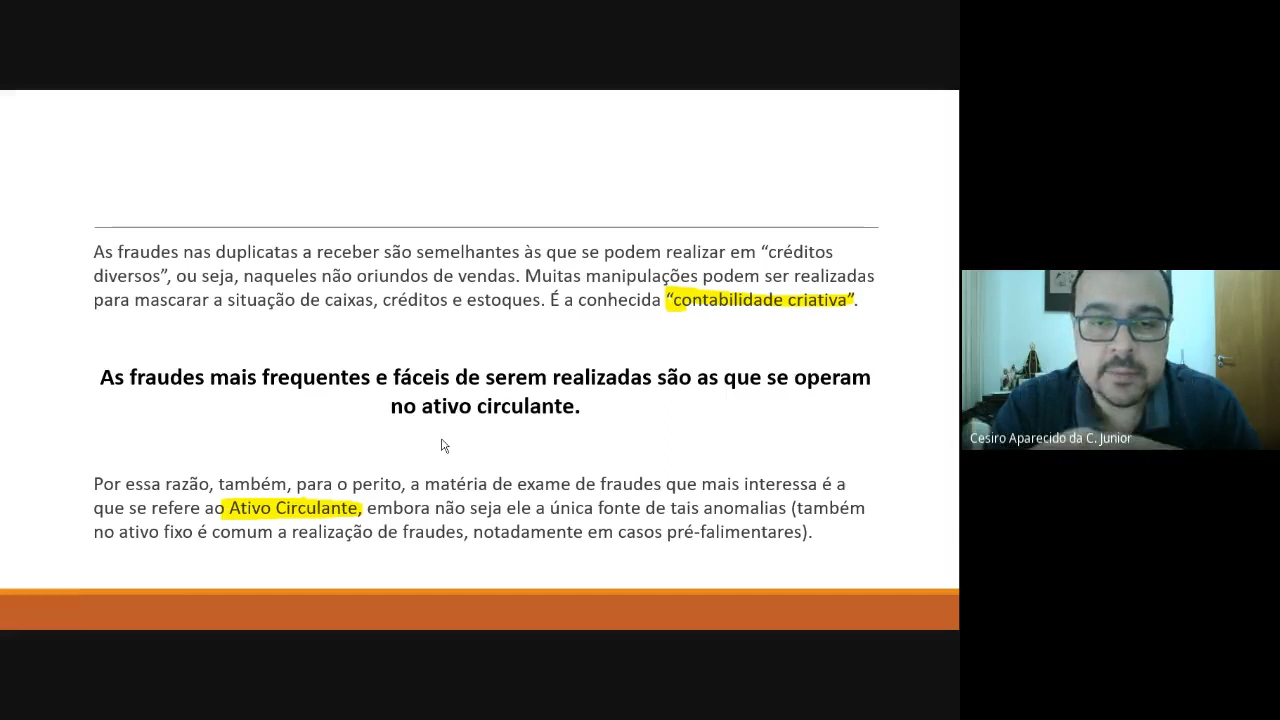 As fraudes nas duplicatas a receber são semelhantes às que se podem realizar em “créditos
diversos”, ou seja, naqueles não oriundos de vendas. Muitas manipulações podem ser realizadas
para mascarar a situação de caixas, créditos e estoques. É a conhecida “contabilidade criativa”.
As fraudes mais frequentes e fáceis de serem realizadas são as que se operam
no ativo circulante.
Por essa razão, também, para o perito, a matéria de exame de fraudes que mais interessa é a
que se refere ao Ativo Circulante, embora não seja ele a única fonte de tais anomalias (também
no ativo fixo é comum a realização de fraudes, notadamente em casos pré-falimentares).
Cesiro Aparecido da C. Junior